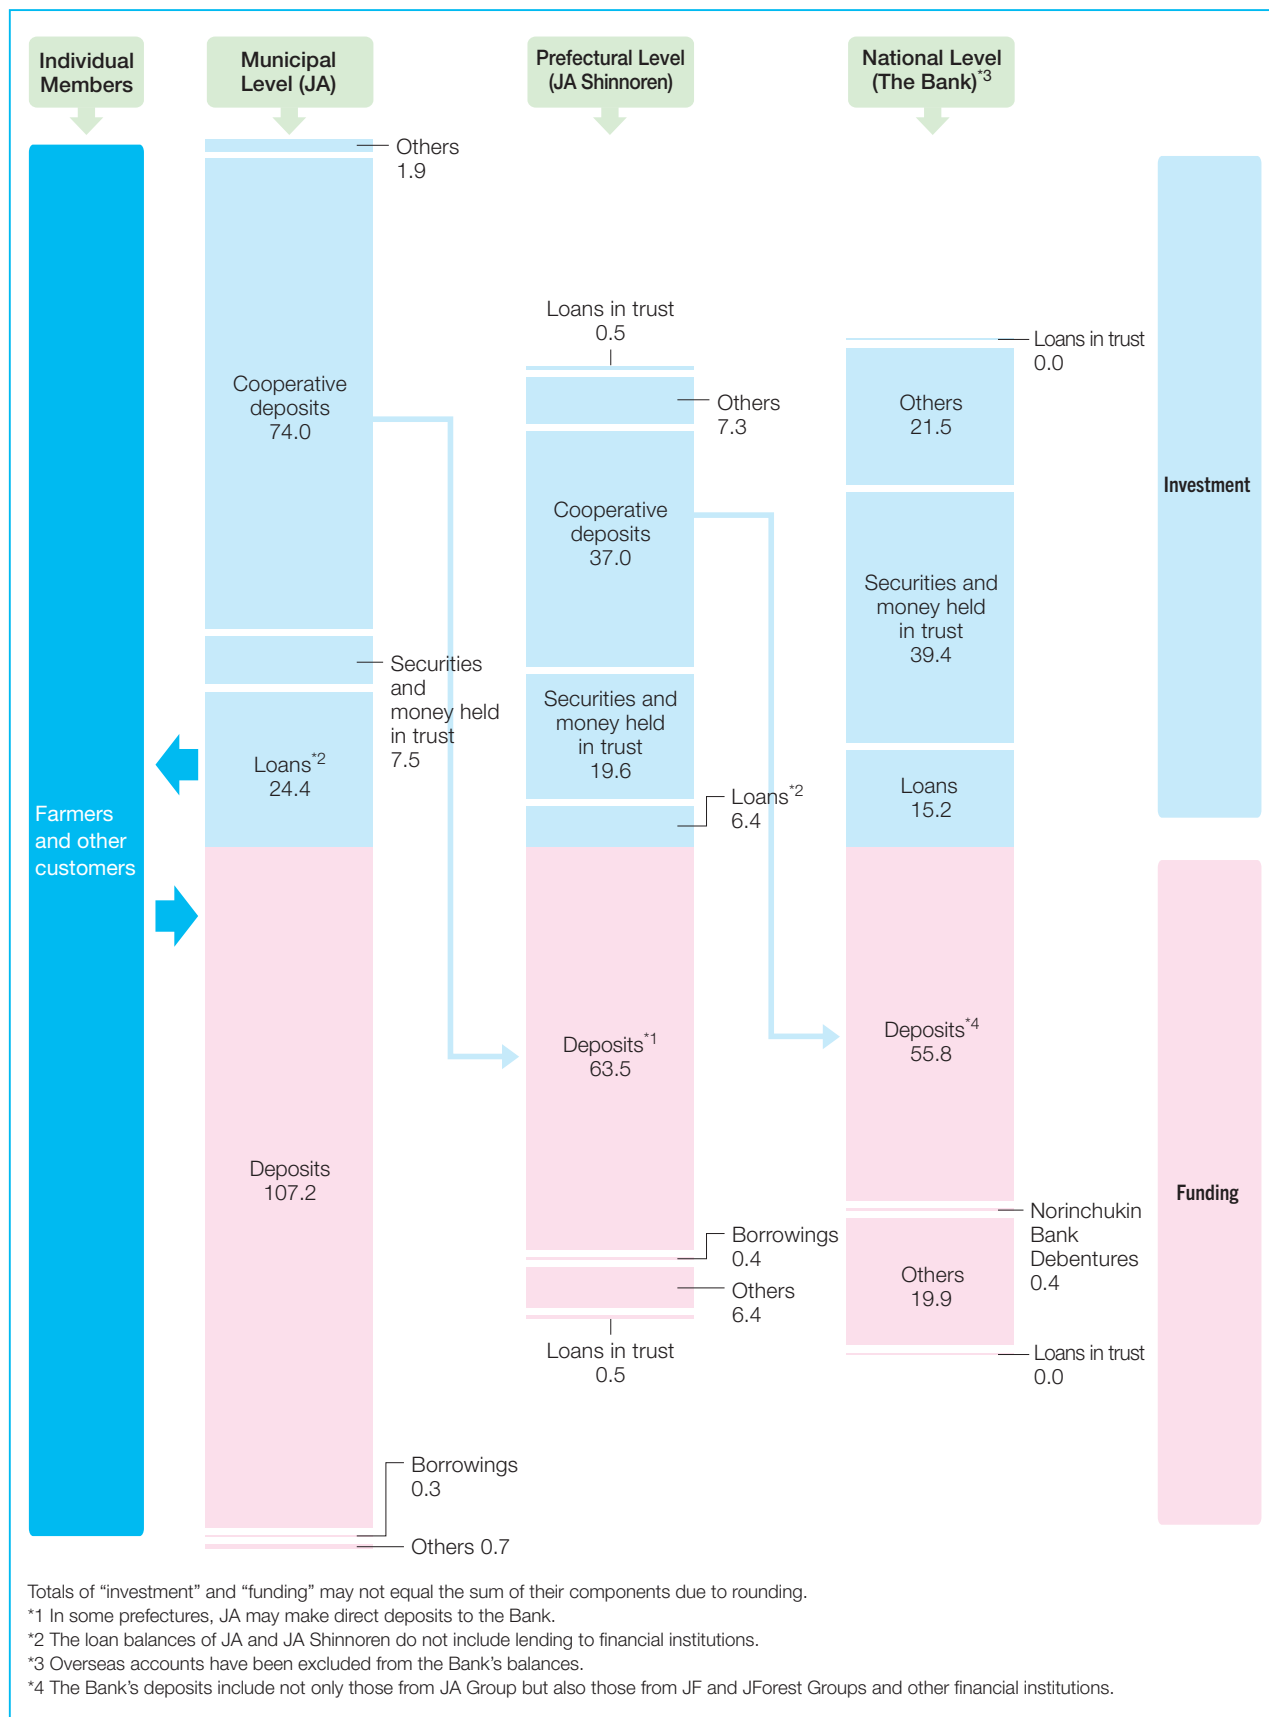 Individual
Members
Municipal
Level (JA)
Prefectural Level
(JA Shinnoren)
National Level
(The Bank)*3
Farmers
and other
customers
Others
1.9
Cooperative
deposits
74.0
Securities
and
money held
in trust
7.5
Loans*2
24.4
Deposits
107.2
Borrowings
0.3
Others 0.7
Loans in trust
0.5
Others
7.3
Cooperative
deposits
37.0
Securities and
money held
in trust
19.6
Loans*2
6.4
Deposits*1
63.5
Borrowings
0.4
Others
6.4
Loans in trust
0.5
Loans in trust
0.0
Others
21.5
Securities and
money held
in trust
39.4
Loans
15.2
Deposits*4
55.8
Norinchukin
Bank
Debentures
0.4
Others
19.9
Loans in trust
0.0
Investment
Funding
Totals of “investment” and “funding” may not equal the sum of their components due to rounding.
*1 In some prefectures, JA may make direct deposits to the Bank.
*2 The loan balances of JA and JA Shinnoren do not include lending to financial institutions.
*3 Overseas accounts have been excluded from the Bank’s balances.
*4 The Bank’s deposits include not only those from JA Group but also those from JF and JForest Groups and other financial institutions.